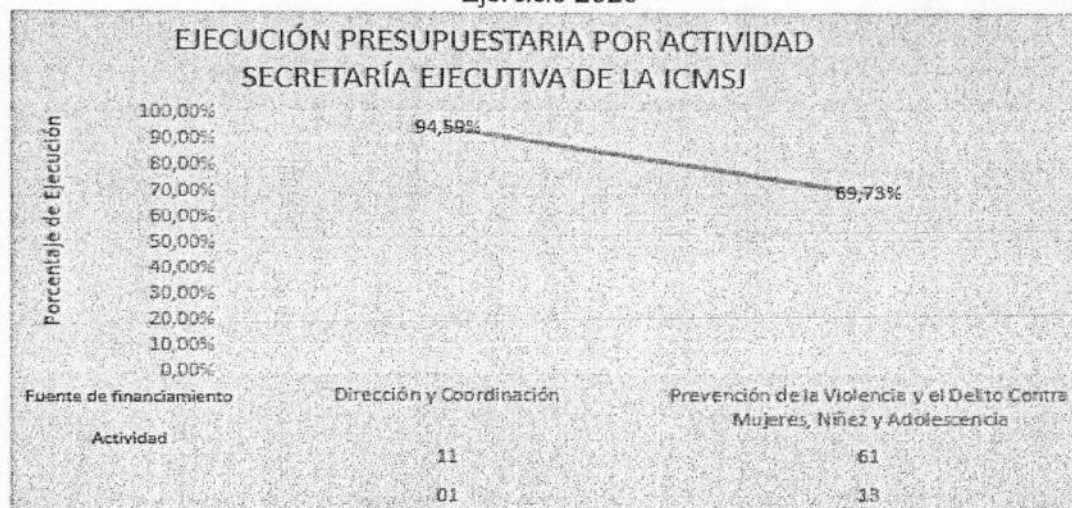 EJECUCIÓN PRESUPUESTARIA POR ACTIVIDAD
SECRETARÍA EJECUTIVA DE LA ICMSJ
Porcentaje de Ejecución
100,00%
90,00%
80,00%
70,00%
60,00%
50,00%
40,00%
30,00%
20,00%
10,00%
0,00%
94,59%
69,73%
Fuente de financiamiento
Dirección y Coordinación
Prevención de la Violencia y el Delito Contra
Mujeres, Niñez y Adolescencia
Actividad
11 61
01 13